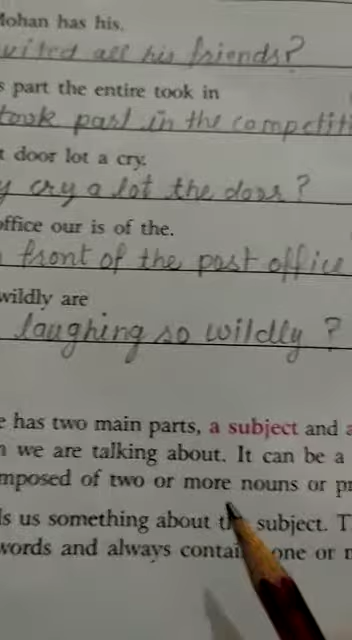 Mohan has his.
vited all his friends?
s part the entire took in
took part in the competiti
t door lot a cry.
y cry a lot the door?
office our is of the.
front of the post office
wildly are
laughing so wildly ?
e has two main parts, a subject and a
n we are talking about. It can be a
mposed of two or more nouns or pr
ls us something about th subject. T
words and always contai one or m